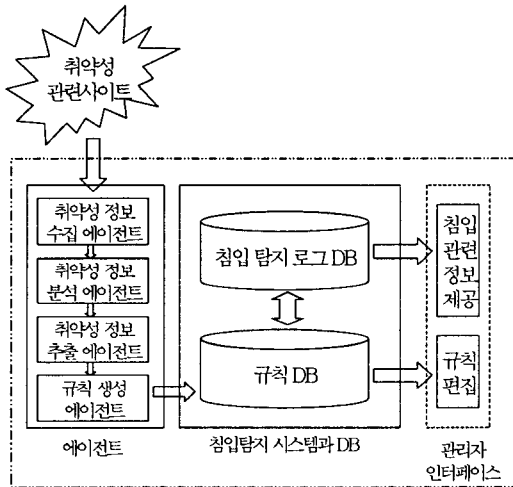 취약성
관련사이트
취약성 정보
수집 에이전트
취약성 정보
분석 에이전트
취약성 정보
추출 에이전트
규칙 생성
에이전트
에이전트
침입 탐지 로그 DB
규칙 DB
침입탐지 시스템과 DB
침입
관련
정보
제공
규칙
편집
관리자
인터페이스